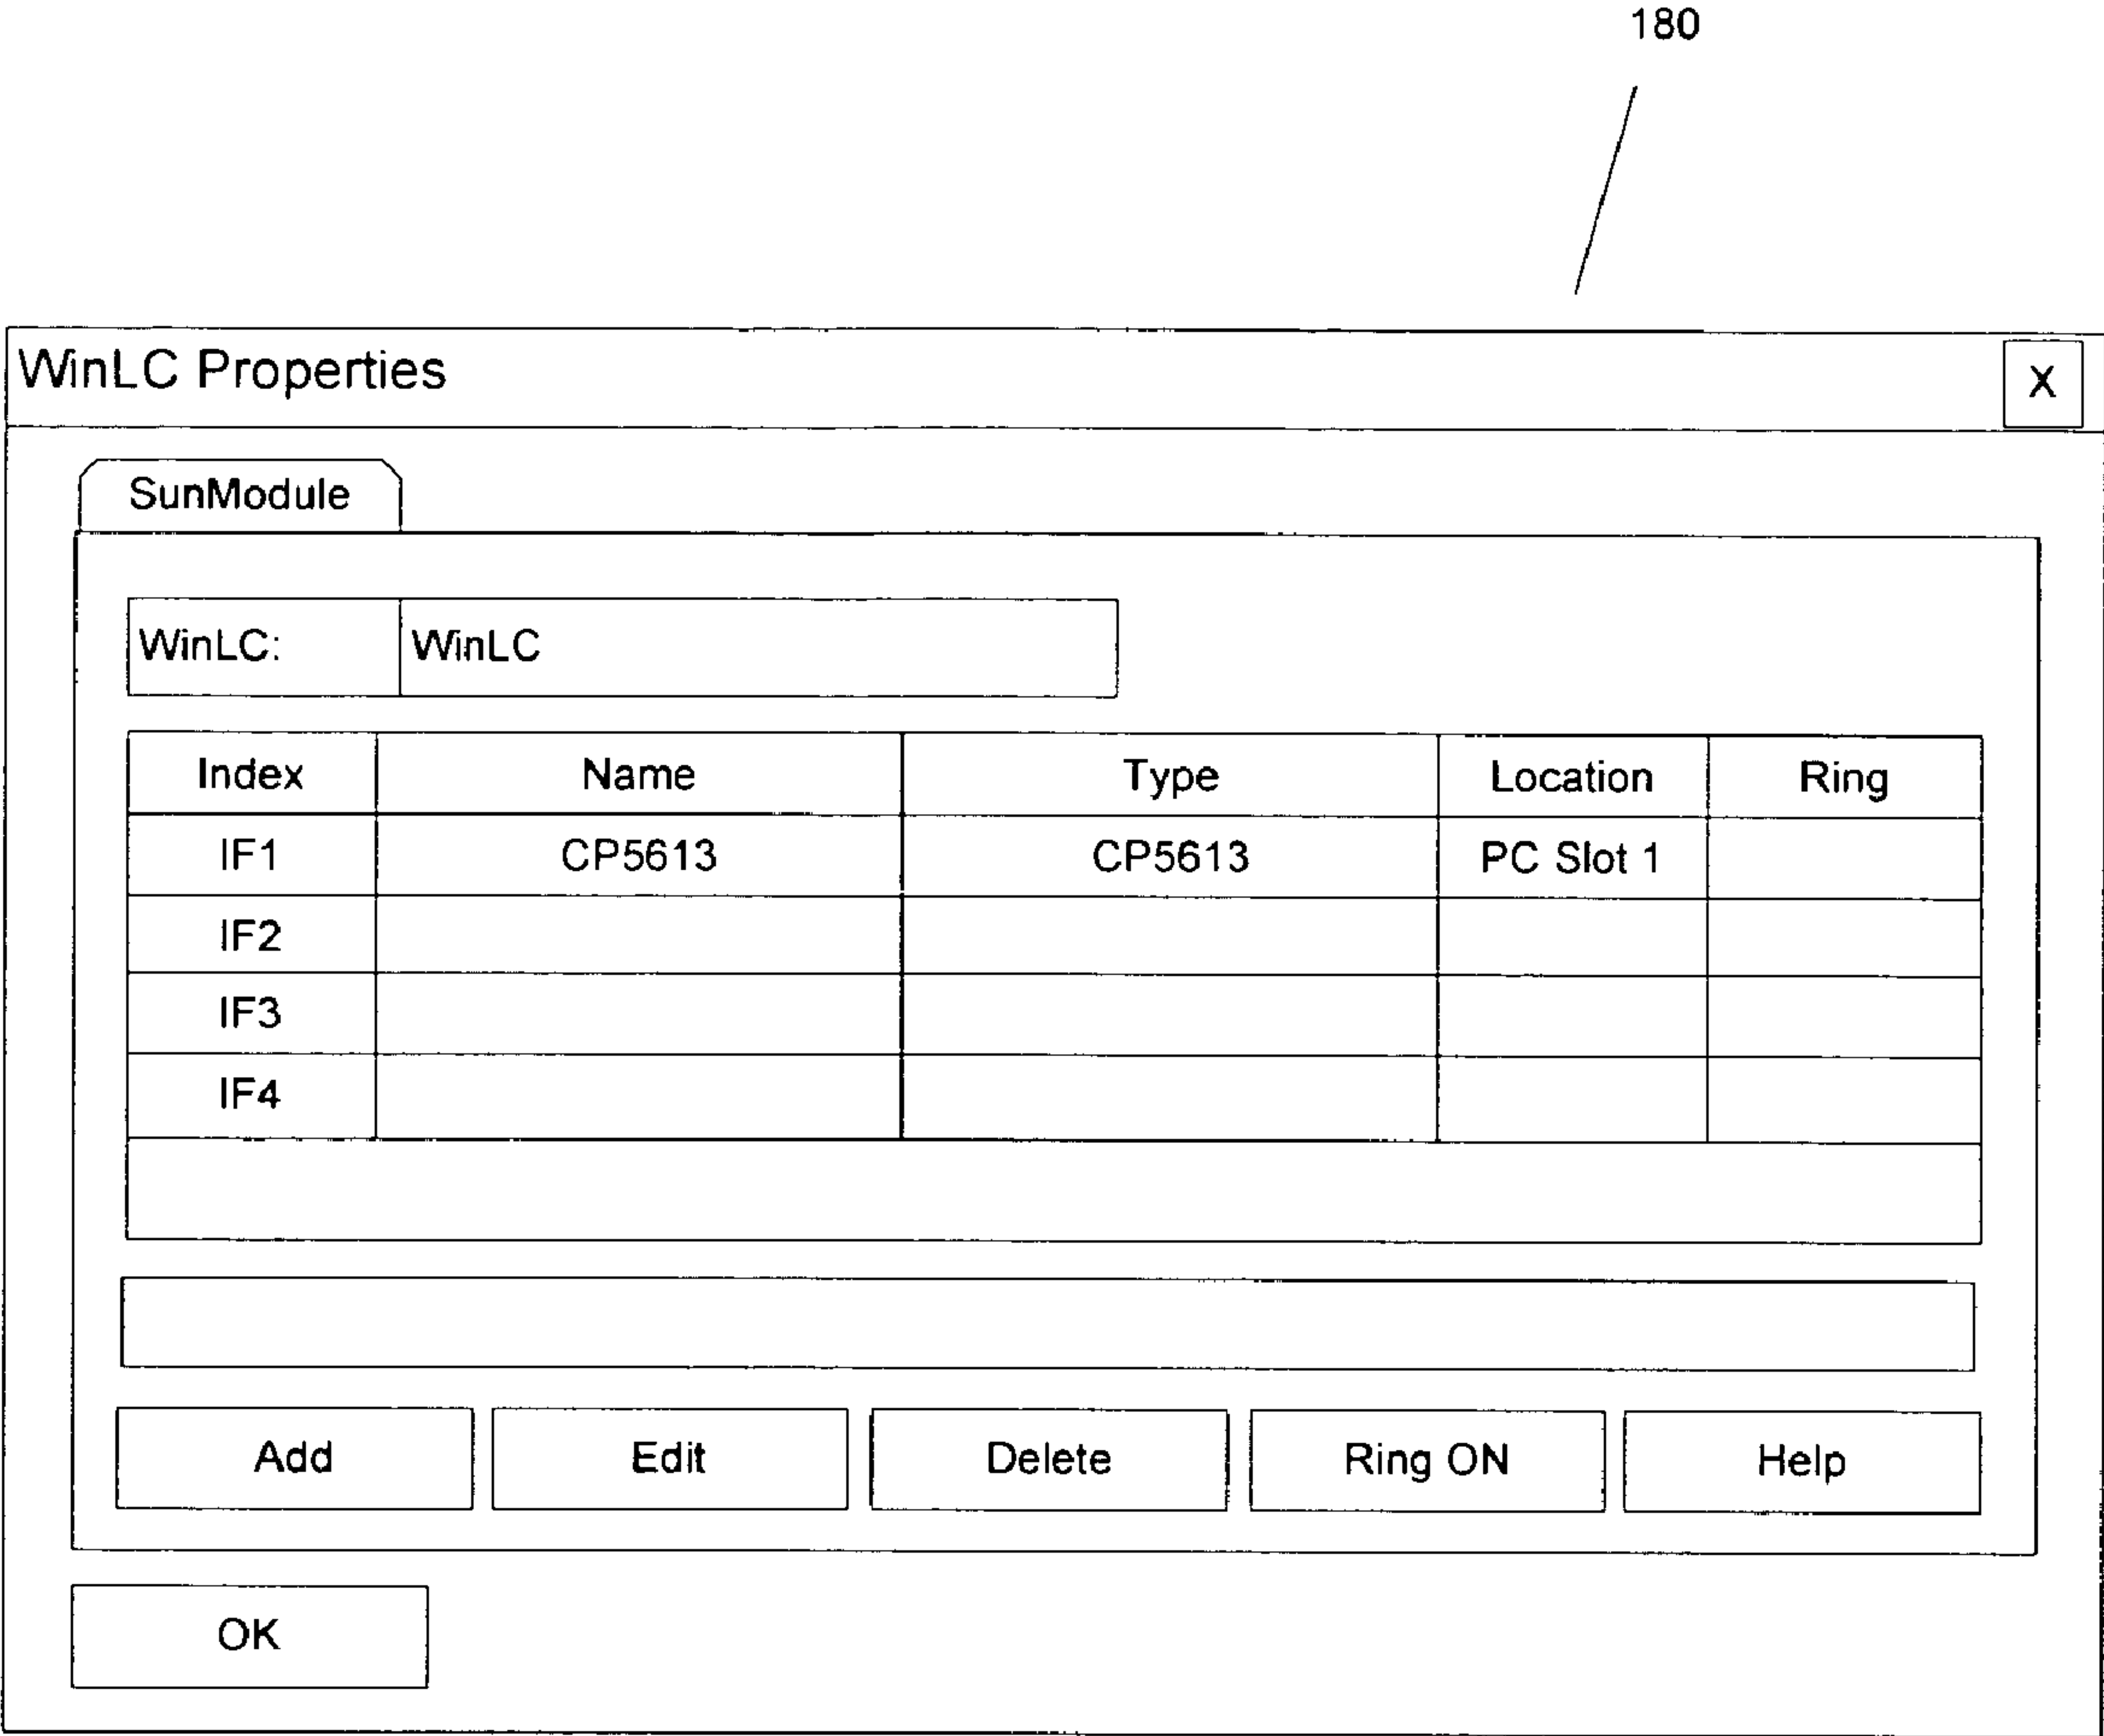 180
WinLC Properties X
SunModule
WinLC: WinLC
Index Name Type Location Ring
IF1 CP5613 CP5613 PC Slot 1
IF2
IF3
IF4
Add Edit Delete Ring ON Help
OK